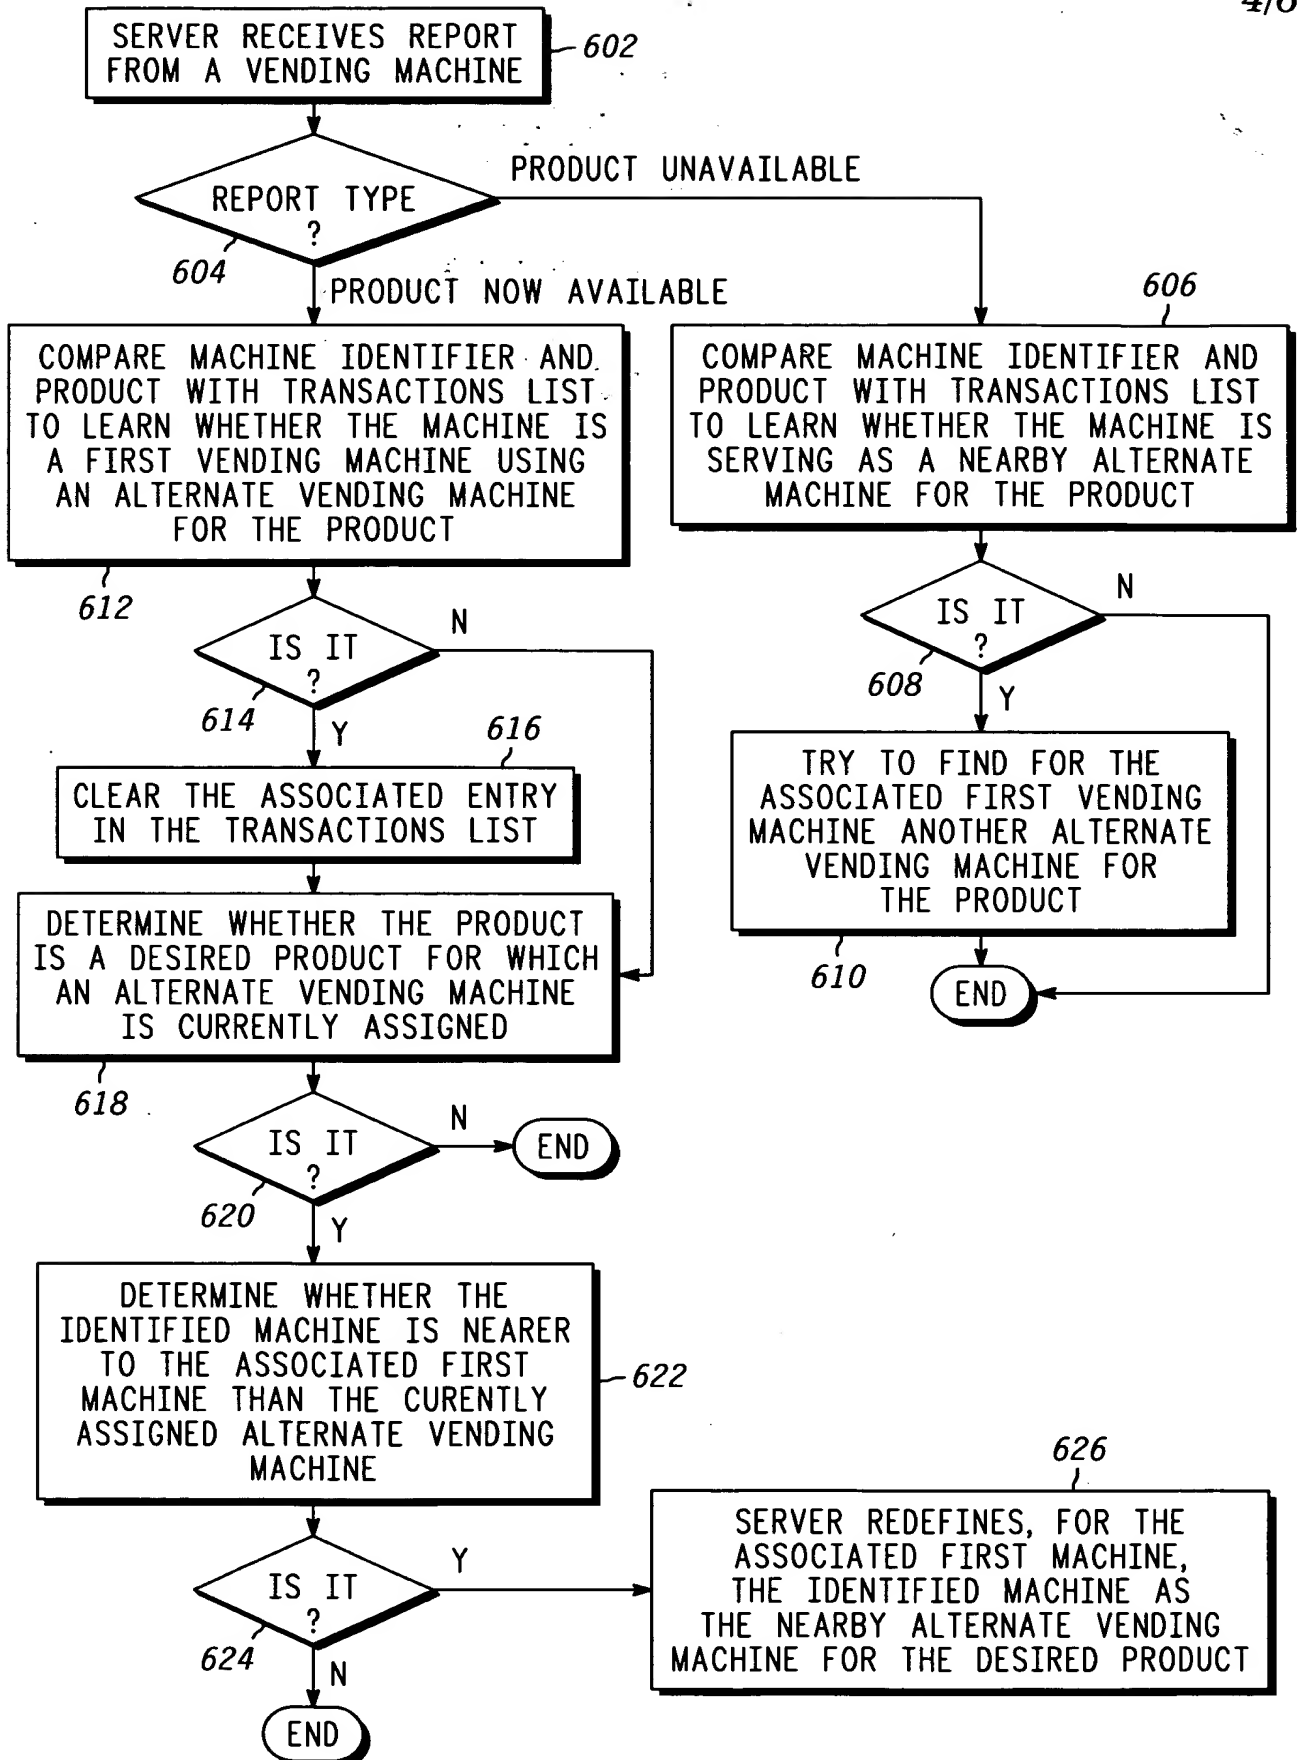 4/6
SERVER RECEIVES REPORT
FROM A VENDING MACHINE
602
REPORT TYPE
?
604
PRODUCT UNAVAILABLE
PRODUCT NOW AVAILABLE
606
COMPARE MACHINE IDENTIFIER AND
PRODUCT WITH TRANSACTIONS LIST
TO LEARN WHETHER THE MACHINE IS
A FIRST VENDING MACHINE USING
AN ALTERNATE VENDING MACHINE
FOR THE PRODUCT
612
COMPARE MACHINE IDENTIFIER AND
PRODUCT WITH TRANSACTIONS LIST
TO LEARN WHETHER THE MACHINE IS
SERVING AS A NEARBY ALTERNATE
MACHINE FOR THE PRODUCT
IS IT
?
608
N
Y
TRY TO FIND FOR THE
ASSOCIATED FIRST VENDING
MACHINE ANOTHER ALTERNATE
VENDING MACHINE FOR
THE PRODUCT
610
END
IS IT
?
614
N
Y
616
CLEAR THE ASSOCIATED ENTRY
IN THE TRANSACTIONS LIST
DETERMINE WHETHER THE PRODUCT
IS A DESIRED PRODUCT FOR WHICH
AN ALTERNATE VENDING MACHINE
IS CURRENTLY ASSIGNED
618
IS IT
?
620
N
END
Y
DETERMINE WHETHER THE
IDENTIFIED MACHINE IS NEARER
TO THE ASSOCIATED FIRST
MACHINE THAN THE CURENTLY
ASSIGNED ALTERNATE VENDING
MACHINE
622
IS IT
?
624
Y
N
END
626
SERVER REDEFINES, FOR THE
ASSOCIATED FIRST MACHINE,
THE IDENTIFIED MACHINE AS
THE NEARBY ALTERNATE VENDING
MACHINE FOR THE DESIRED PRODUCT